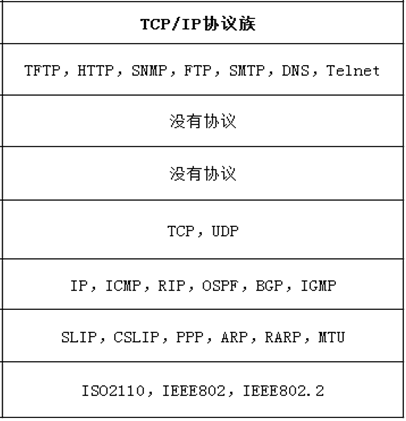 TCP/IP协议族
TFTP，HTTP，SNMP，FTP，SMTP，DNS，Telnet
没有协议
没有协议
TCP，UDP
IP，ICMP，RIP，OSPF，BGP，IGMP
SLIP，CSLIP，PPP，ARP，RARP，MTU
ISO2110，IEEE802，IEEE802.2